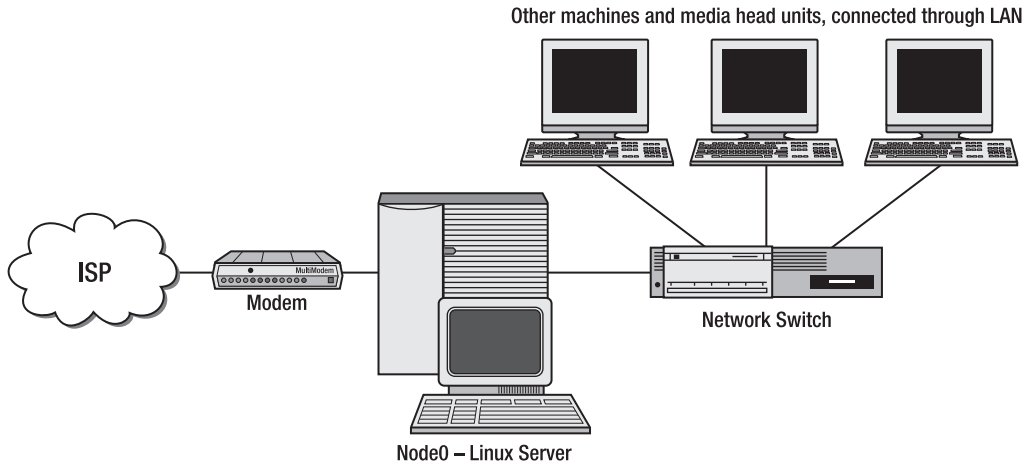 Other machines and media head units, connected through LAN
ISP
MultiModem
Modem
Network Switch
Node0 – Linux Server